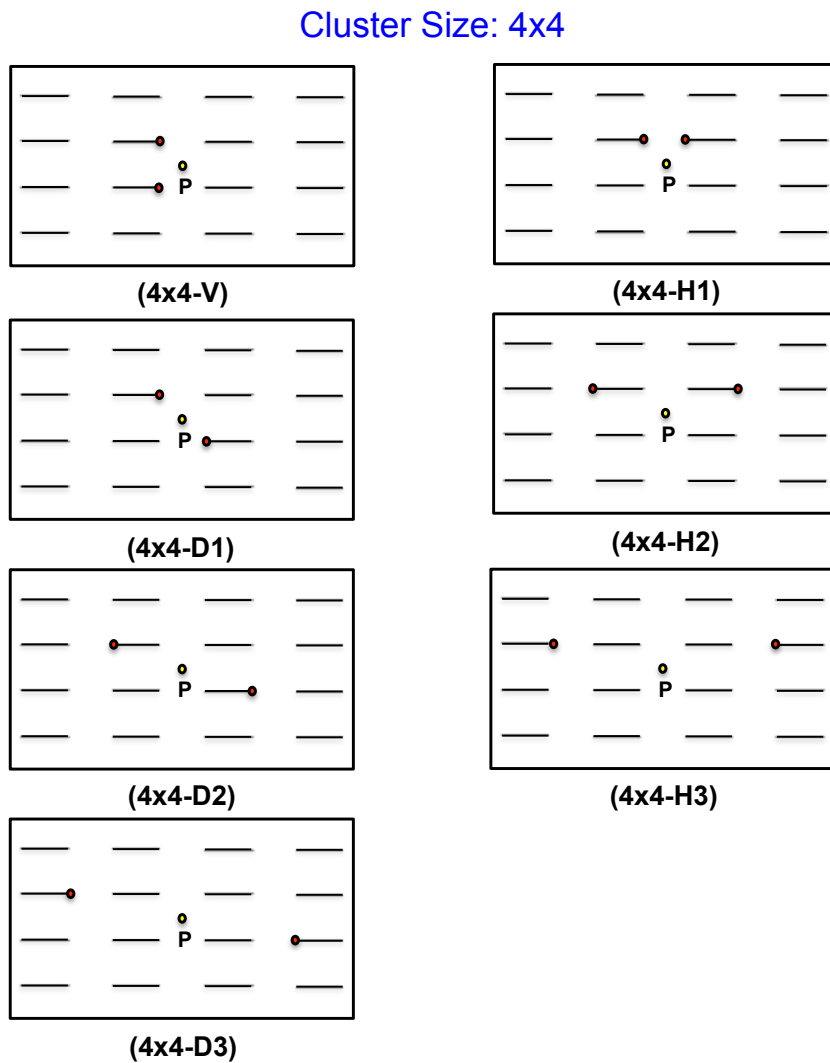 Cluster Size: 4x4
P
P
(4x4-V)
(4x4-H1)
P
P
(4x4-D1)
(4x4-H2)
P
P
(4x4-D2)
(4x4-H3)
P
(4x4-D3)